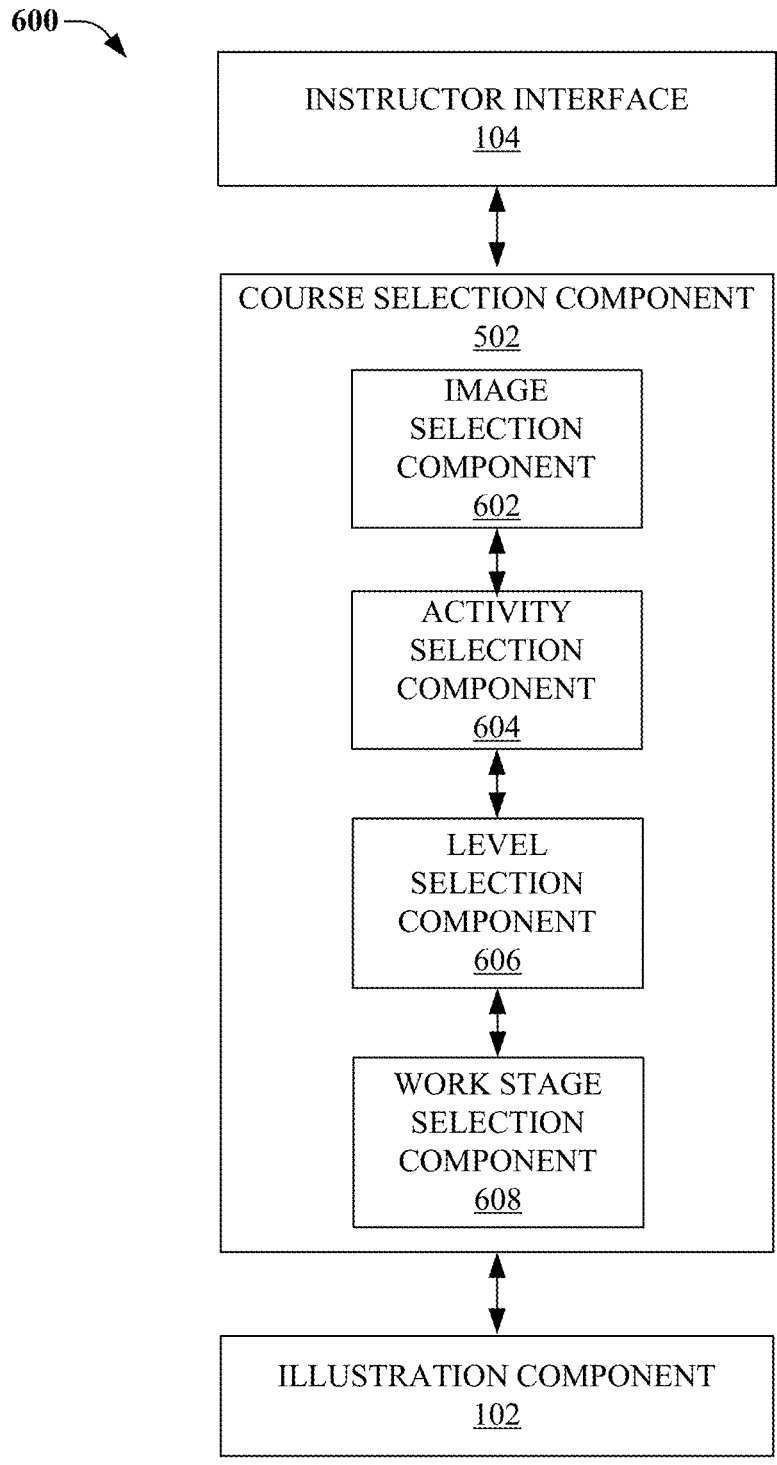 600
INSTRUCTOR INTERFACE
104
COURSE SELECTION COMPONENT
502
IMAGE
SELECTION
COMPONENT
602
ACTIVITY
SELECTION
COMPONENT
604
LEVEL
SELECTION
COMPONENT
606
WORK STAGE
SELECTION
COMPONENT
608
ILLUSTRATION COMPONENT
102